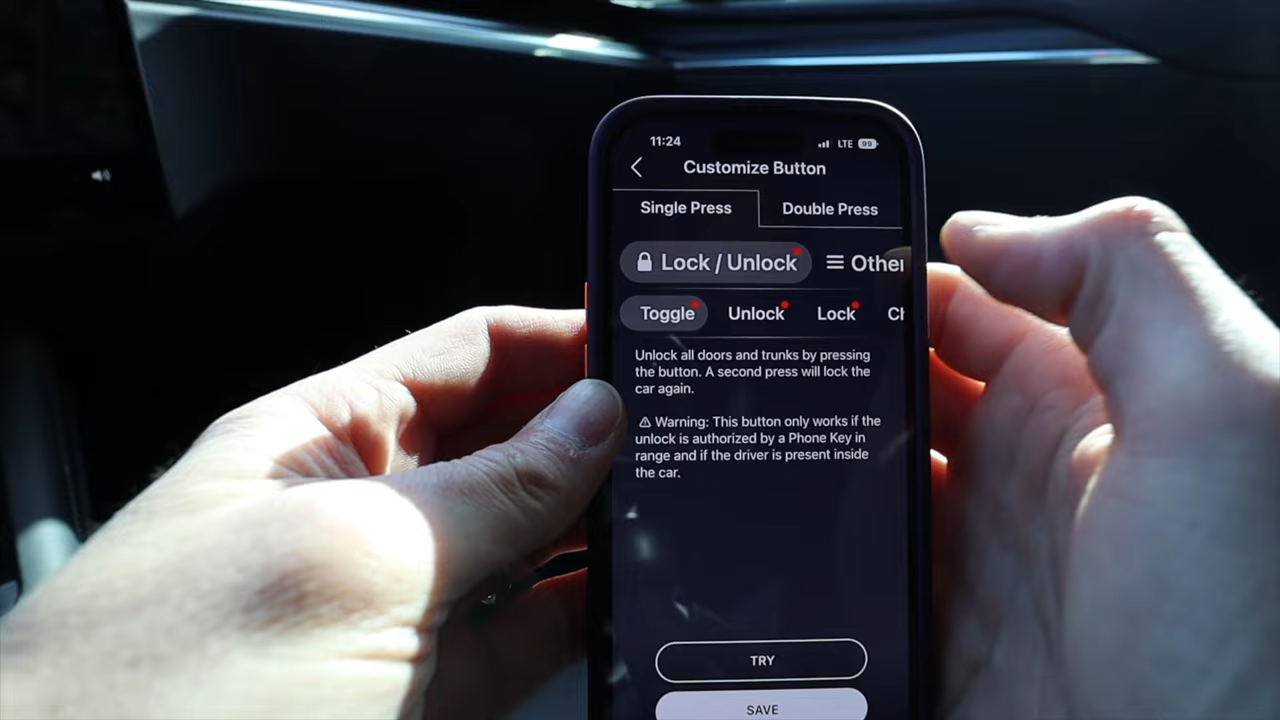 11:24 LTE 99
Customize Button
Single Press Double Press
Lock / Unlock Other
Toggle Unlock Lock Ch
Unlock all doors and trunks by pressing
the button. A second press will lock the
car again.
⚠ Warning: This button only works if the
unlock is authorized by a Phone Key in
range and if the driver is present inside
the car.
TRY
SAVE